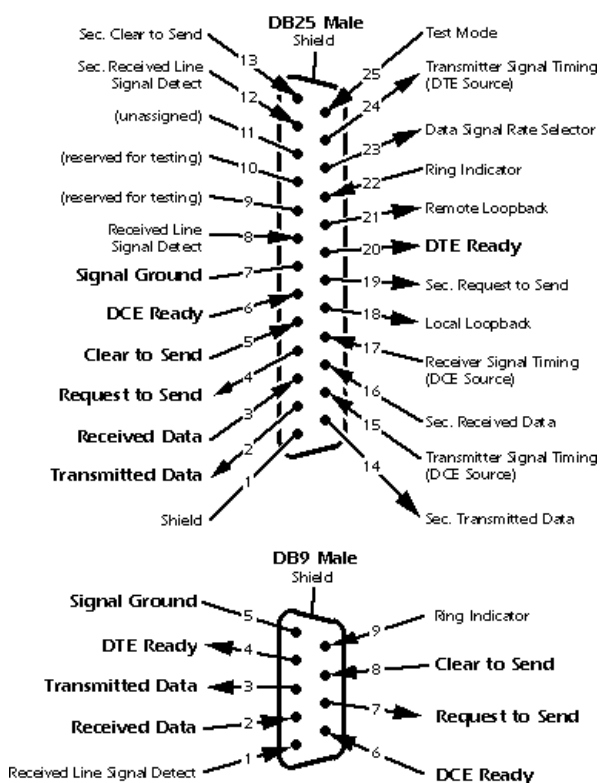 DB25 Male
Shield
Sec. Clear to Send
13
Sec. Received Line
Signal Detect
12
(unassigned)
11
(reserved for testing)
10
(reserved for testing)
9
Received Line
Signal Detect
8
Signal Ground
7
DCE Ready
6
Clear to Send
5
Request to Send
4
Received Data
3
Transmitted Data
2
Shield
1
Test Mode
25
Transmitter Signal Timing
(DTE Source)
24
Data Signal Rate Selector
23
Ring Indicator
22
Remote Loopback
21
DTE Ready
20
Sec. Request to Send
19
Local Loopback
18
Receiver Signal Timing
(DCE Source)
17
Sec. Received Data
16
Transmitter Signal Timing
(DCE Source)
15
Sec. Transmitted Data
14
DB9 Male
Shield
Signal Ground
5
DTE Ready
4
Transmitted Data
3
Received Data
2
Received Line Signal Detect
1
Ring Indicator
9
Clear to Send
8
Request to Send
7
DCE Ready
6